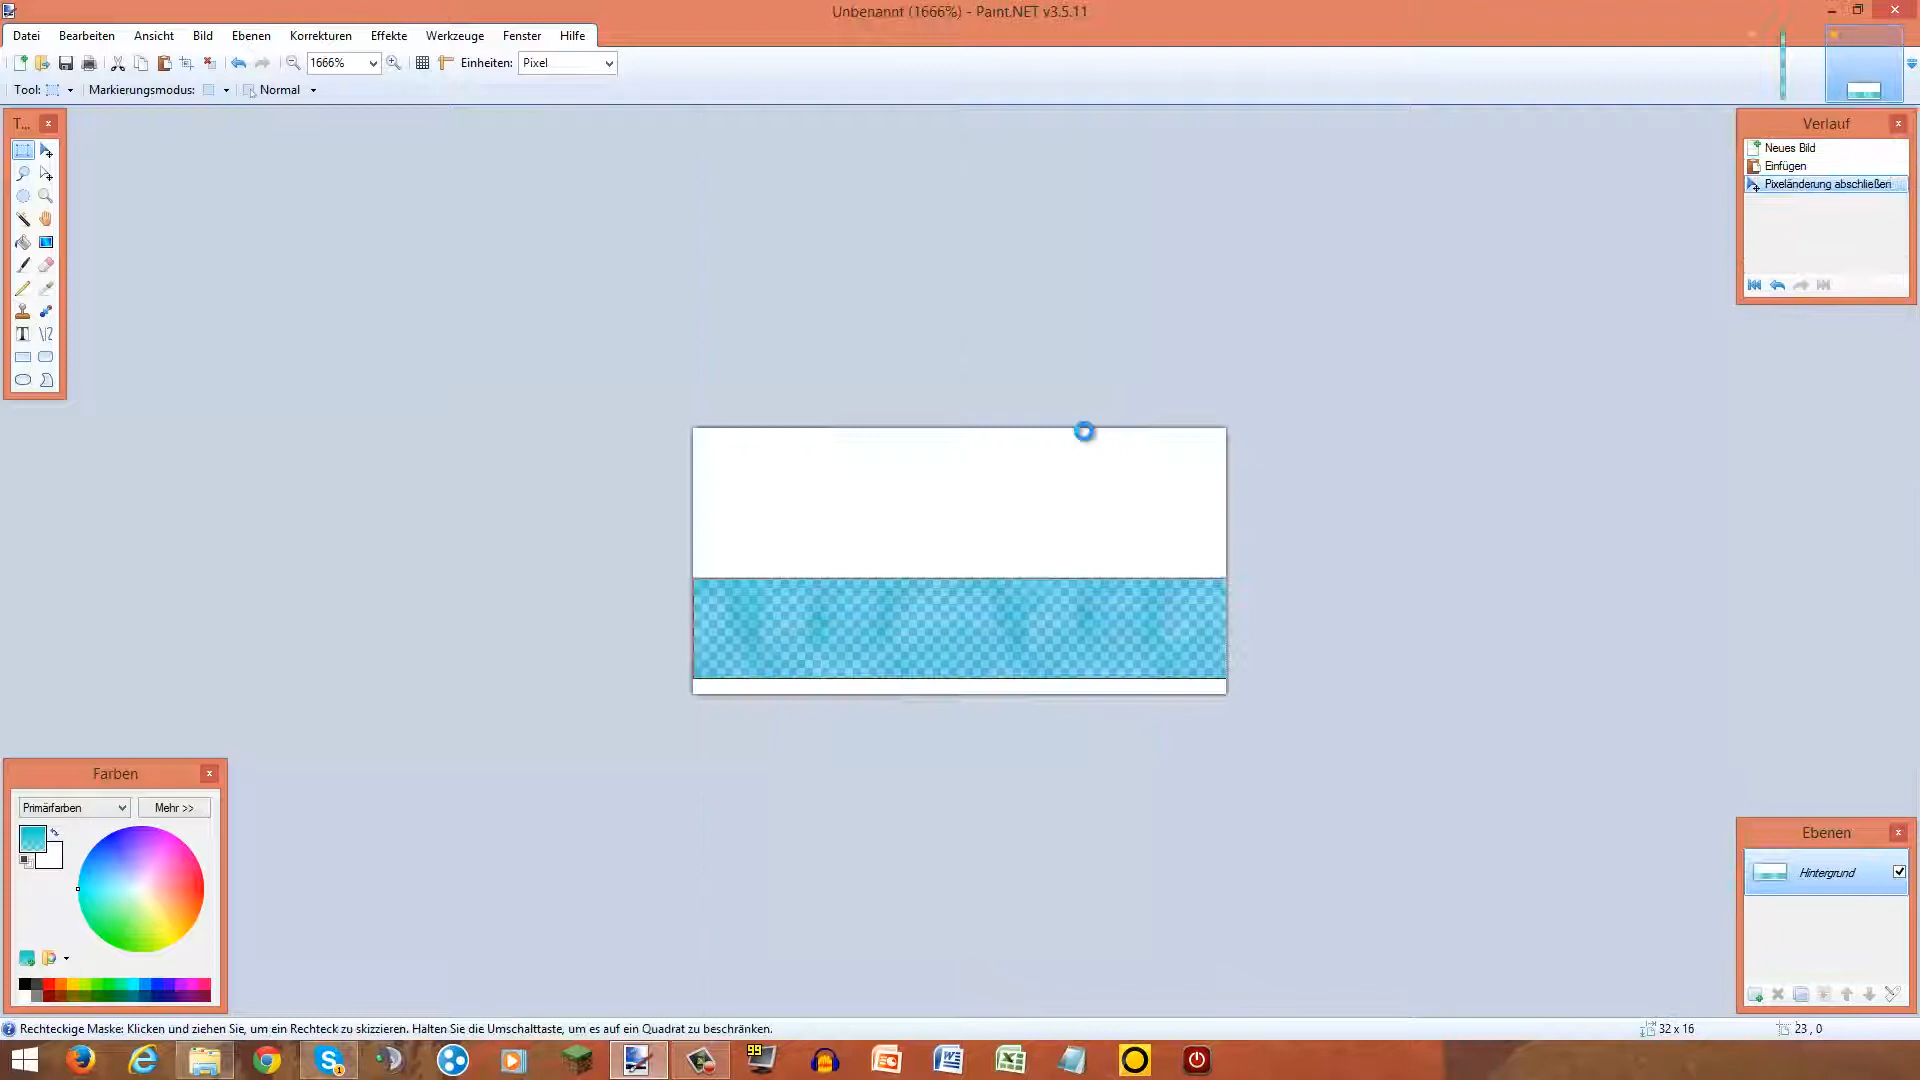 Unbenannt (1666%) - Paint.NET v3.5.11
Datei Bearbeiten Ansicht Bild Ebenen Korrekturen Effekte Werkzeuge Fenster Hilfe
1666% Einheiten: Pixel
Tool: Markierungsmodus: Normal
T...
Verlauf
Neues Bild
Einfügen
Pixeländerung abschließen
Farben
Primärfarben Mehr >>
Ebenen
Hintergrund
Rechteckige Maske: Klicken und ziehen Sie, um ein Rechteck zu skizzieren. Halten Sie die Umschalttaste, um es auf ein Quadrat zu beschränken.
32 x 16 23, 0
99